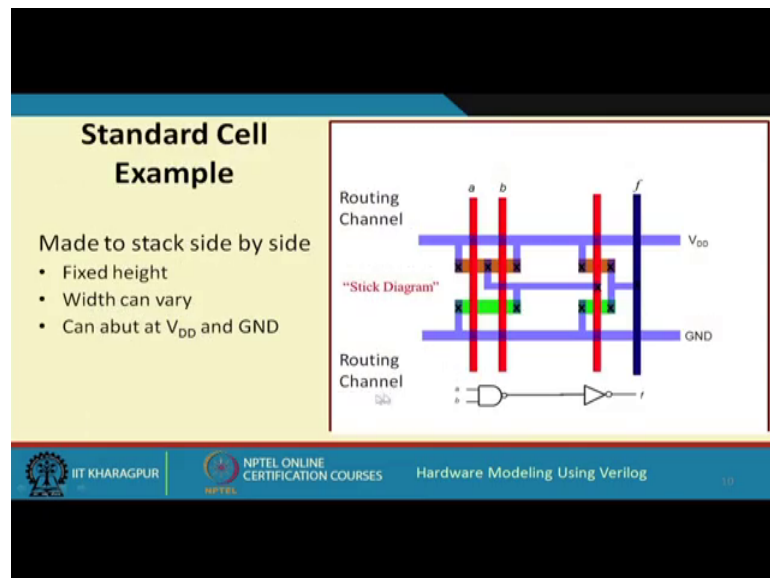 Standard Cell
Example
Made to stack side by side
• Fixed height
• Width can vary
• Can abut at VDD and GND
Routing
Channel
a b f
VDD
"Stick Diagram"
GND
Routing
Channel
a
b
f
IIT KHARAGPUR
NPTEL
NPTEL ONLINE
CERTIFICATION COURSES
Hardware Modeling Using Verilog
10